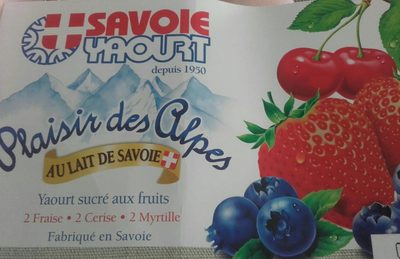 SAVOIE
YAOURT
depuis 1950
Plaisir des Alpes
AU LAIT DE SAVOIE
Yaourt sucré aux fruits
2 Fraise • 2 Cerise • 2 Myrtille
Fabriqué en Savoie